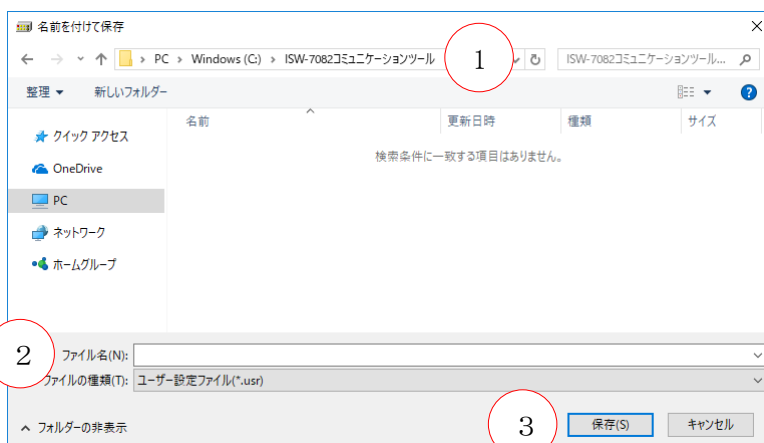 名前を付けて保存
PC › Windows (C:) › ISW-7082コミュニケーションツール
1
ISW-7082コミュニケーションツール...
整理 新しいフォルダー
名前 更新日時 種類 サイズ
検索条件に一致する項目はありません。
クイック アクセス
OneDrive
PC
ネットワーク
ホームグループ
2
ファイル名(N):
ファイルの種類(T): ユーザー設定ファイル(*.usr)
フォルダーの非表示
3
保存(S) キャンセル